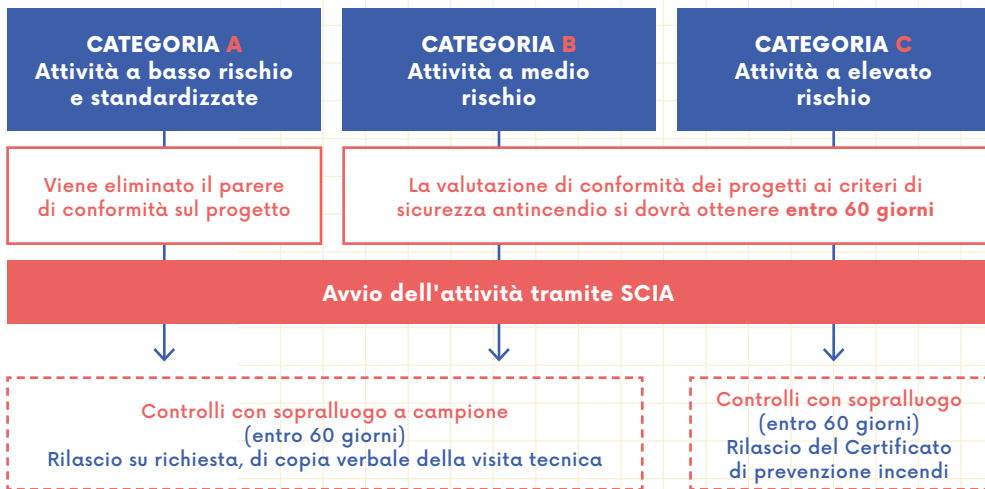 CATEGORIA A
Attività a basso rischio
e standardizzate
CATEGORIA B
Attività a medio
rischio
CATEGORIA C
Attività a elevato
rischio
Viene eliminato il parere
di conformità sul progetto
La valutazione di conformità dei progetti ai criteri di
sicurezza antincendio si dovrà ottenere entro 60 giorni
Avvio dell'attività tramite SCIA
Controlli con sopralluogo a campione
(entro 60 giorni)
Rilascio su richiesta, di copia verbale della visita tecnica
Controlli con sopralluogo
(entro 60 giorni)
Rilascio del Certificato
di prevenzione incendi